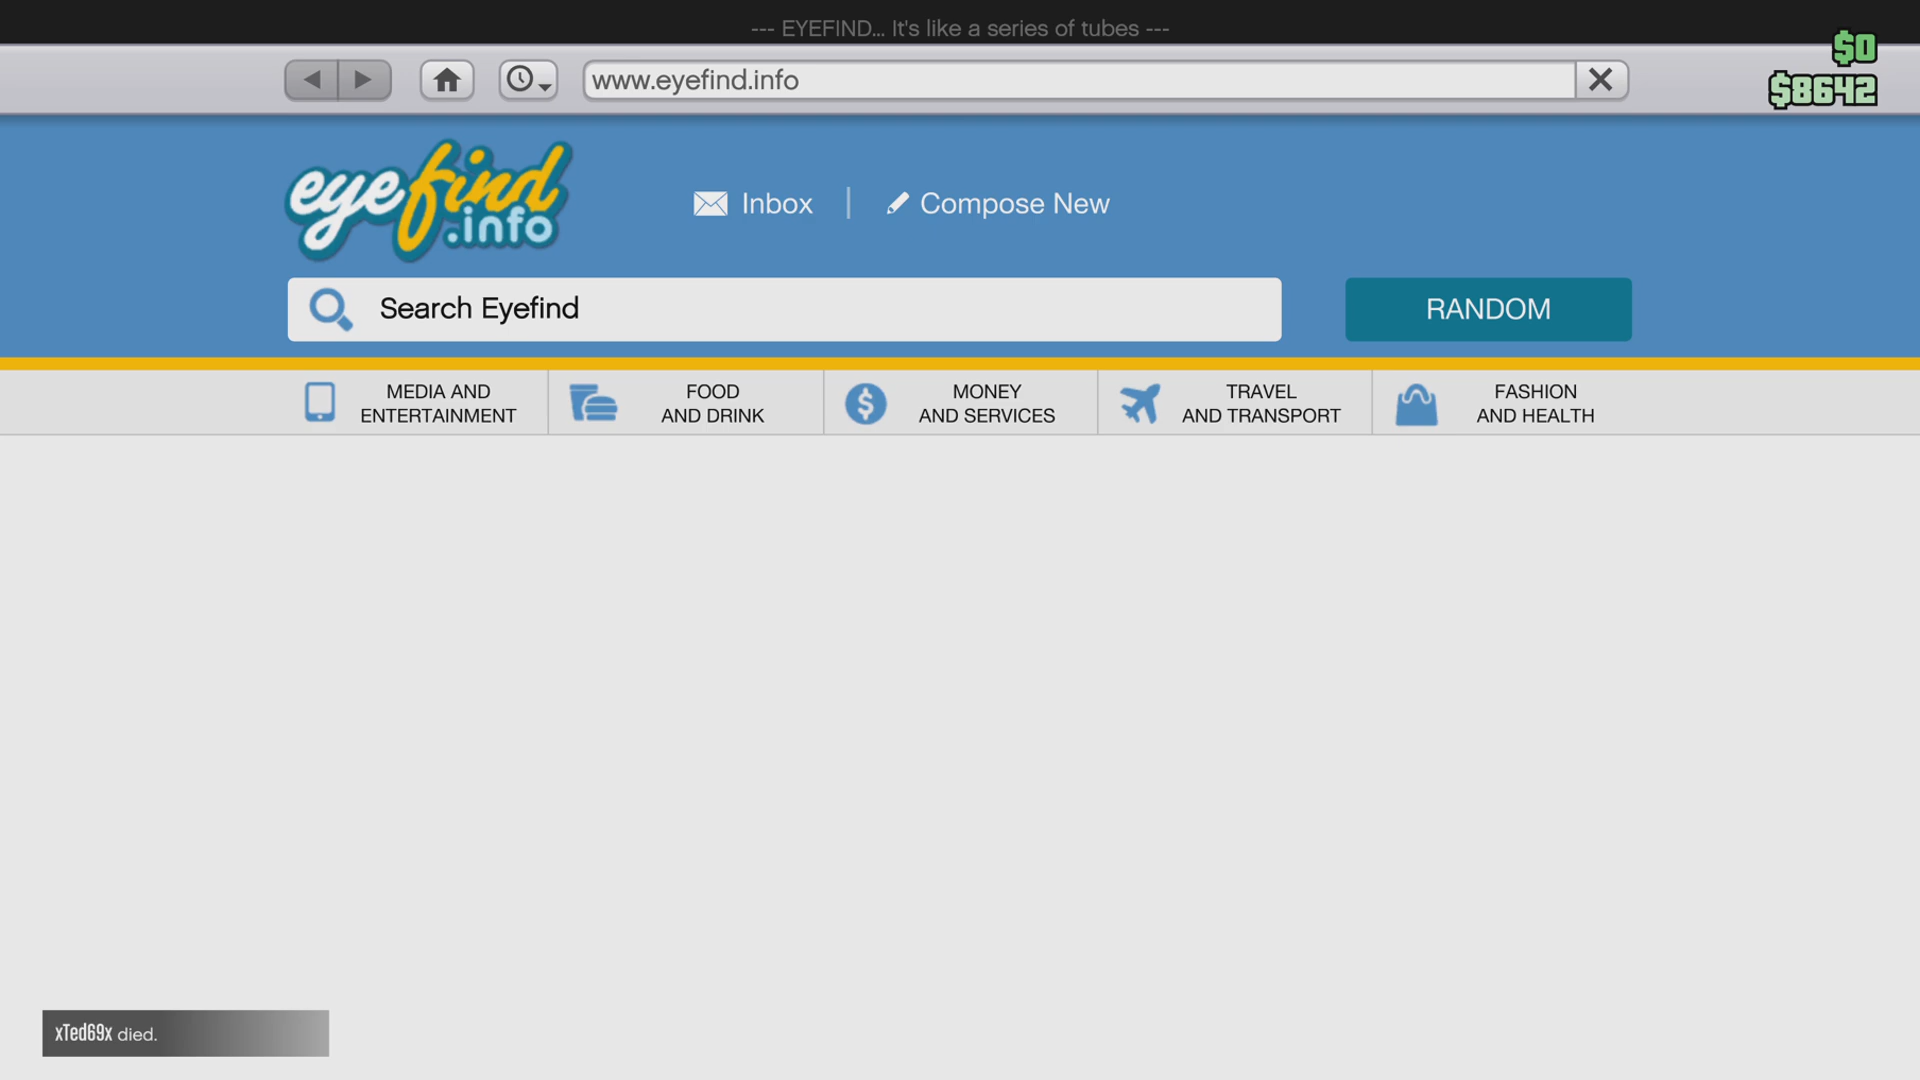 --- EYEFIND... It's like a series of tubes ---
$0
www.eyefind.info
$8642
eyefind
.info
Inbox
Compose New
Search Eyefind
RANDOM
MEDIA AND
ENTERTAINMENT
FOOD
AND DRINK
MONEY
AND SERVICES
TRAVEL
AND TRANSPORT
FASHION
AND HEALTH
xTed69x died.